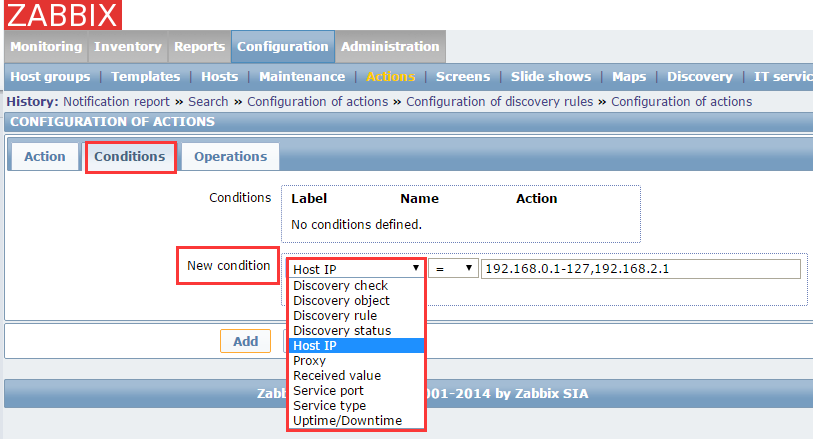 ZABBIX
Monitoring Inventory Reports Configuration Administration
Host groups | Templates | Hosts | Maintenance | Actions | Screens | Slide shows | Maps | Discovery | IT servic
History: Notification report » Search » Configuration of actions » Configuration of discovery rules » Configuration of actions
CONFIGURATION OF ACTIONS
Action Conditions Operations
Conditions Label Name Action
No conditions defined.
New condition Host IP = 192.168.0.1-127,192.168.2.1
Discovery check
Discovery object
Discovery rule
Discovery status
Host IP
Proxy
Received value
Service port
Service type
Uptime/Downtime
Add
Zab 001-2014 by Zabbix SIA